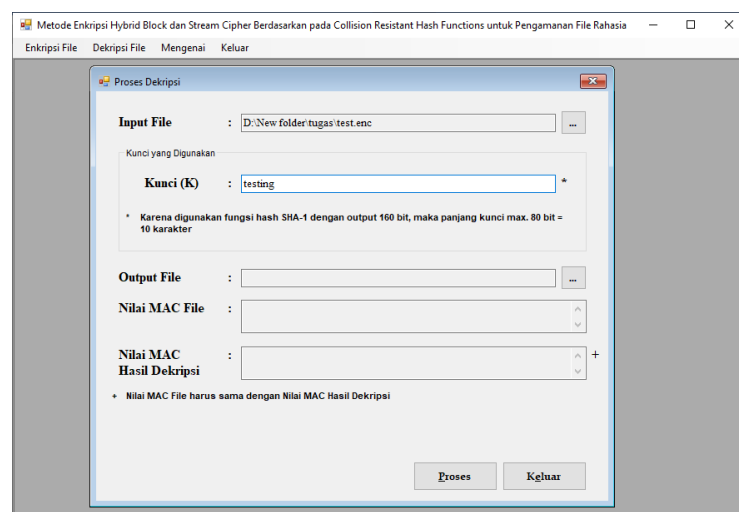 Metode Enkripsi Hybrid Block dan Stream Cipher Berdasarkan pada Collision Resistant Hash Functions untuk Pengamanan File Rahasia
Enkripsi File Dekripsi File Mengenai Keluar
Proses Dekripsi
Input File : D:\New folder\tugas\test.enc ...
Kunci yang Digunakan
Kunci (K) : testing *
* Karena digunakan fungsi hash SHA-1 dengan output 160 bit, maka panjang kunci max. 80 bit =
10 karakter
Output File : ...
Nilai MAC File :
Nilai MAC : +
Hasil Dekripsi
+ Nilai MAC File harus sama dengan Nilai MAC Hasil Dekripsi
Proses Keluar